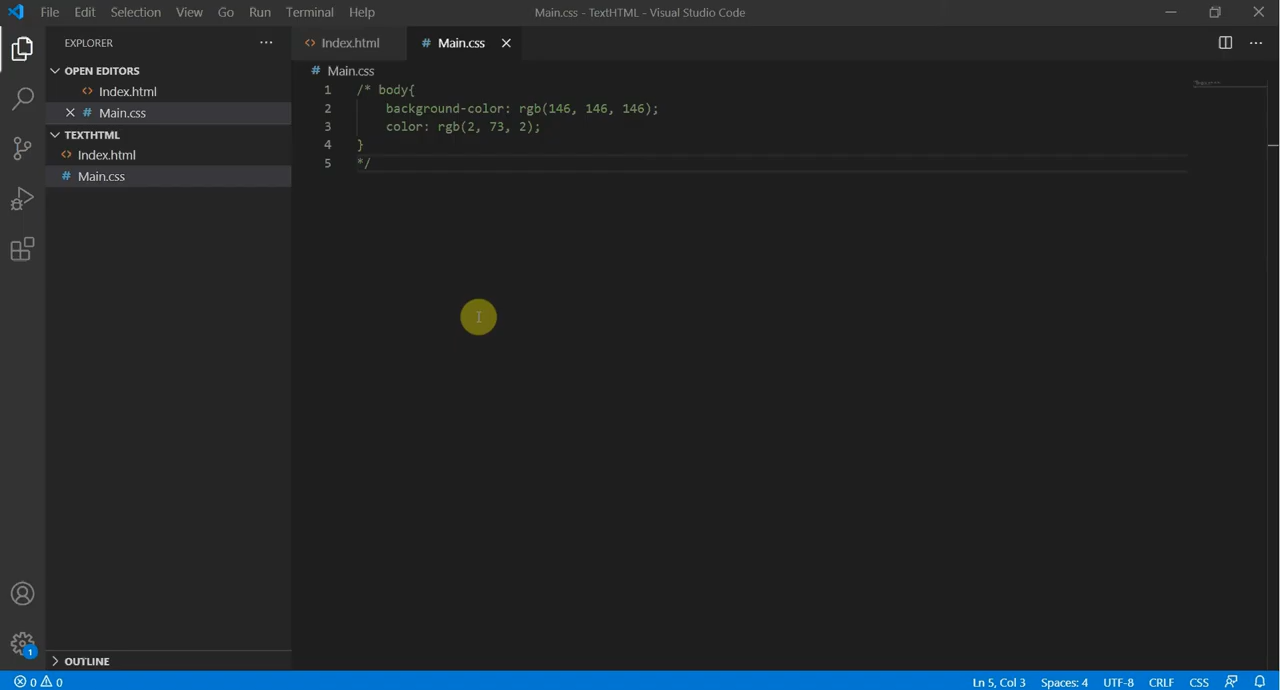 File Edit Selection View Go Run Terminal Help
Main.css - TextHTML - Visual Studio Code
EXPLORER
OPEN EDITORS
<> Index.html
# Main.css
TEXTHTML
<> Index.html
# Main.css
OUTLINE
<> Index.html
# Main.css
# Main.css
1 /* body{
2 background-color: rgb(146, 146, 146);
3 color: rgb(2, 73, 2);
4 }
5 */
1
0 0
Ln 5, Col 3 Spaces: 4 UTF-8 CRLF CSS